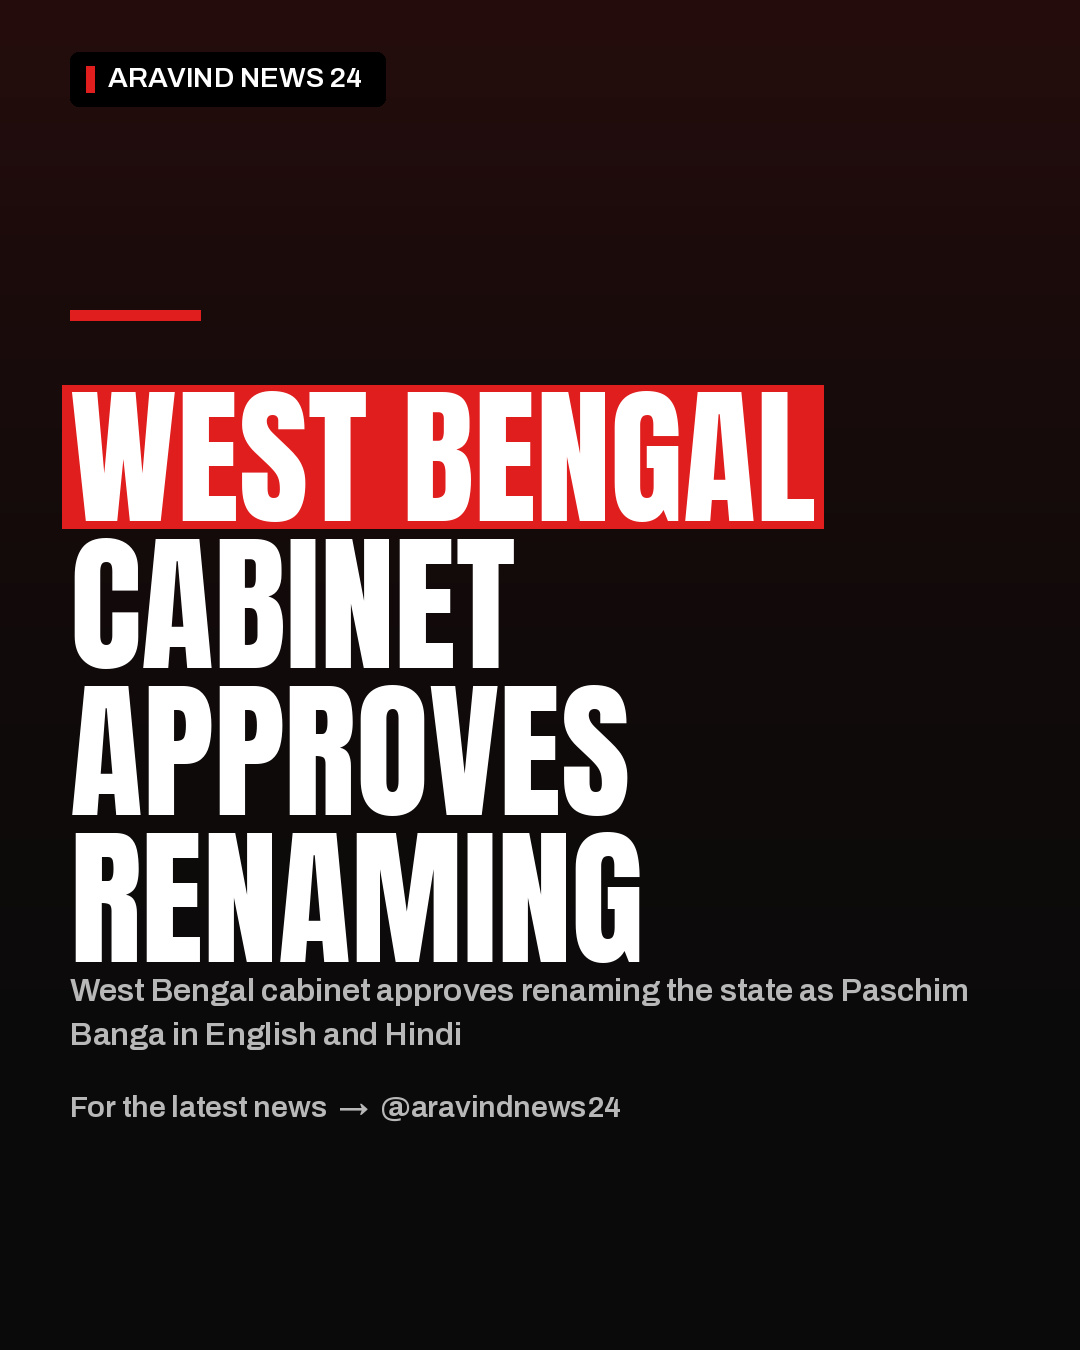 ARAVIND NEWS 24
WEST BENGAL
CABINET
APPROVES
RENAMING
West Bengal cabinet approves renaming the state as Paschim
Banga in English and Hindi
For the latest news → @aravindnews24